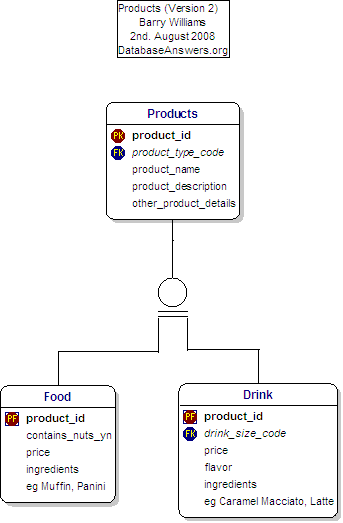 Products (Version 2)
Barry Williams
2nd. August 2008
DatabaseAnswers.org
Products
PK product_id
FK product_type_code
product_name
product_description
other_product_details
Food
PF product_id
contains_nuts_yn
price
ingredients
eg Muffin, Panini
Drink
PF product_id
FK drink_size_code
price
flavor
ingredients
eg Caramel Macciato, Latte